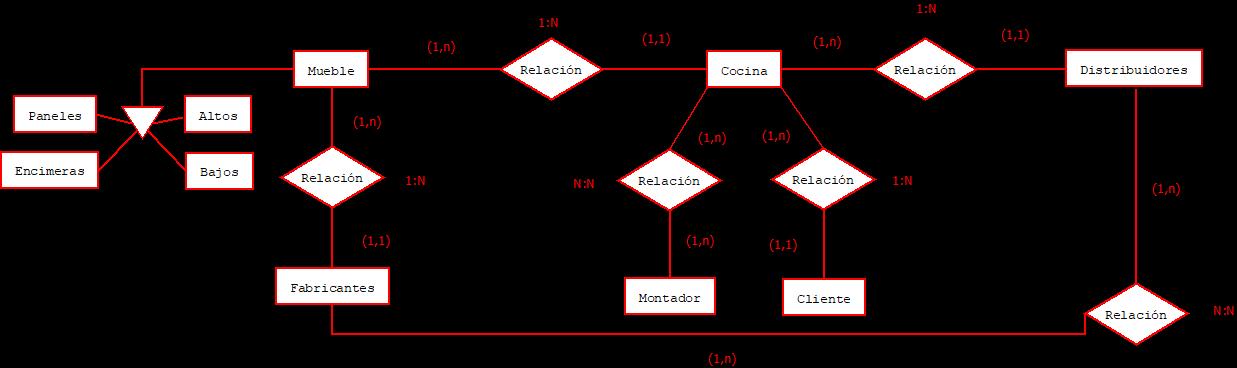 1:N
1:N
(1,n)
(1,1)
(1,n)
(1,1)
Mueble
Relación
Cocina
Relación
Distribuidores
Paneles
Altos
(1,n)
(1,n)
(1,n)
Encimeras
Bajos
Relación
1:N
N:N
Relación
Relación
1:N
(1,n)
(1,1)
(1,n)
(1,1)
Fabricantes
Montador
Cliente
Relación
N:N
(1,n)